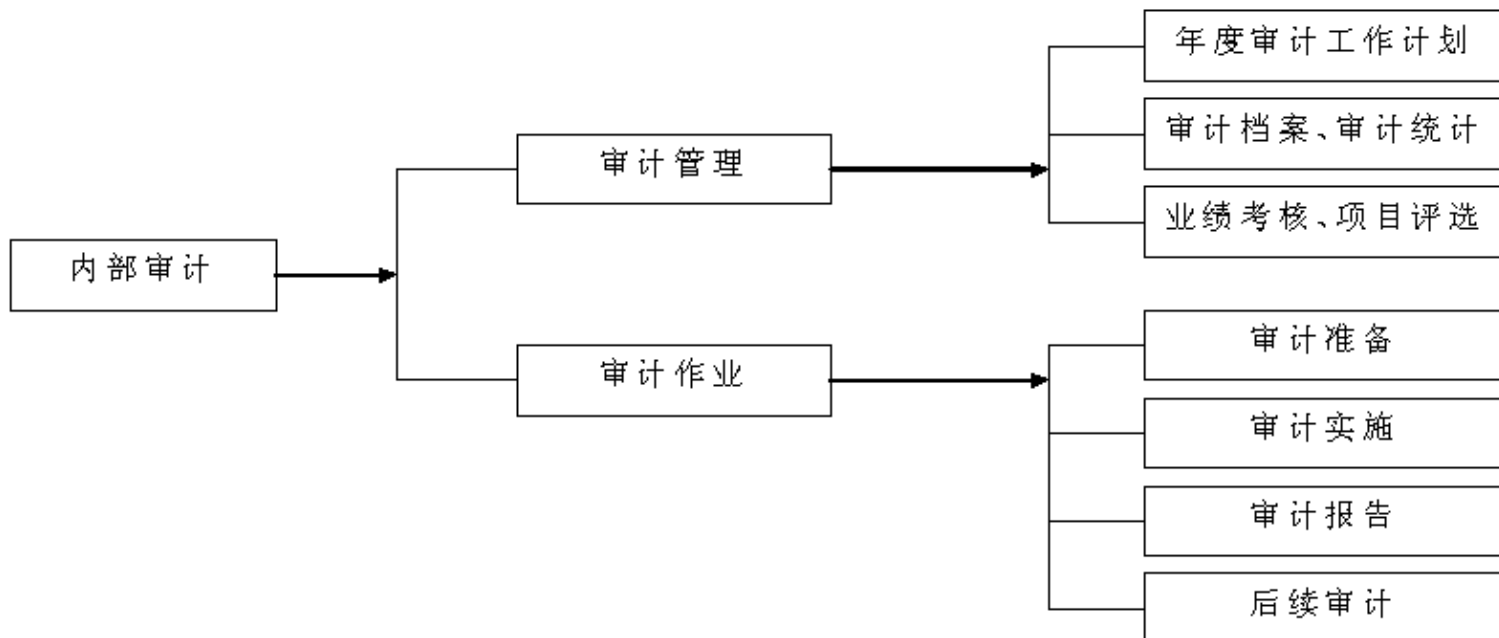 年度审计工作计划
审计档案、审计统计
审计管理
业绩考核、项目评选
内部审计
审计准备
审计作业
审计实施
审计报告
后续审计